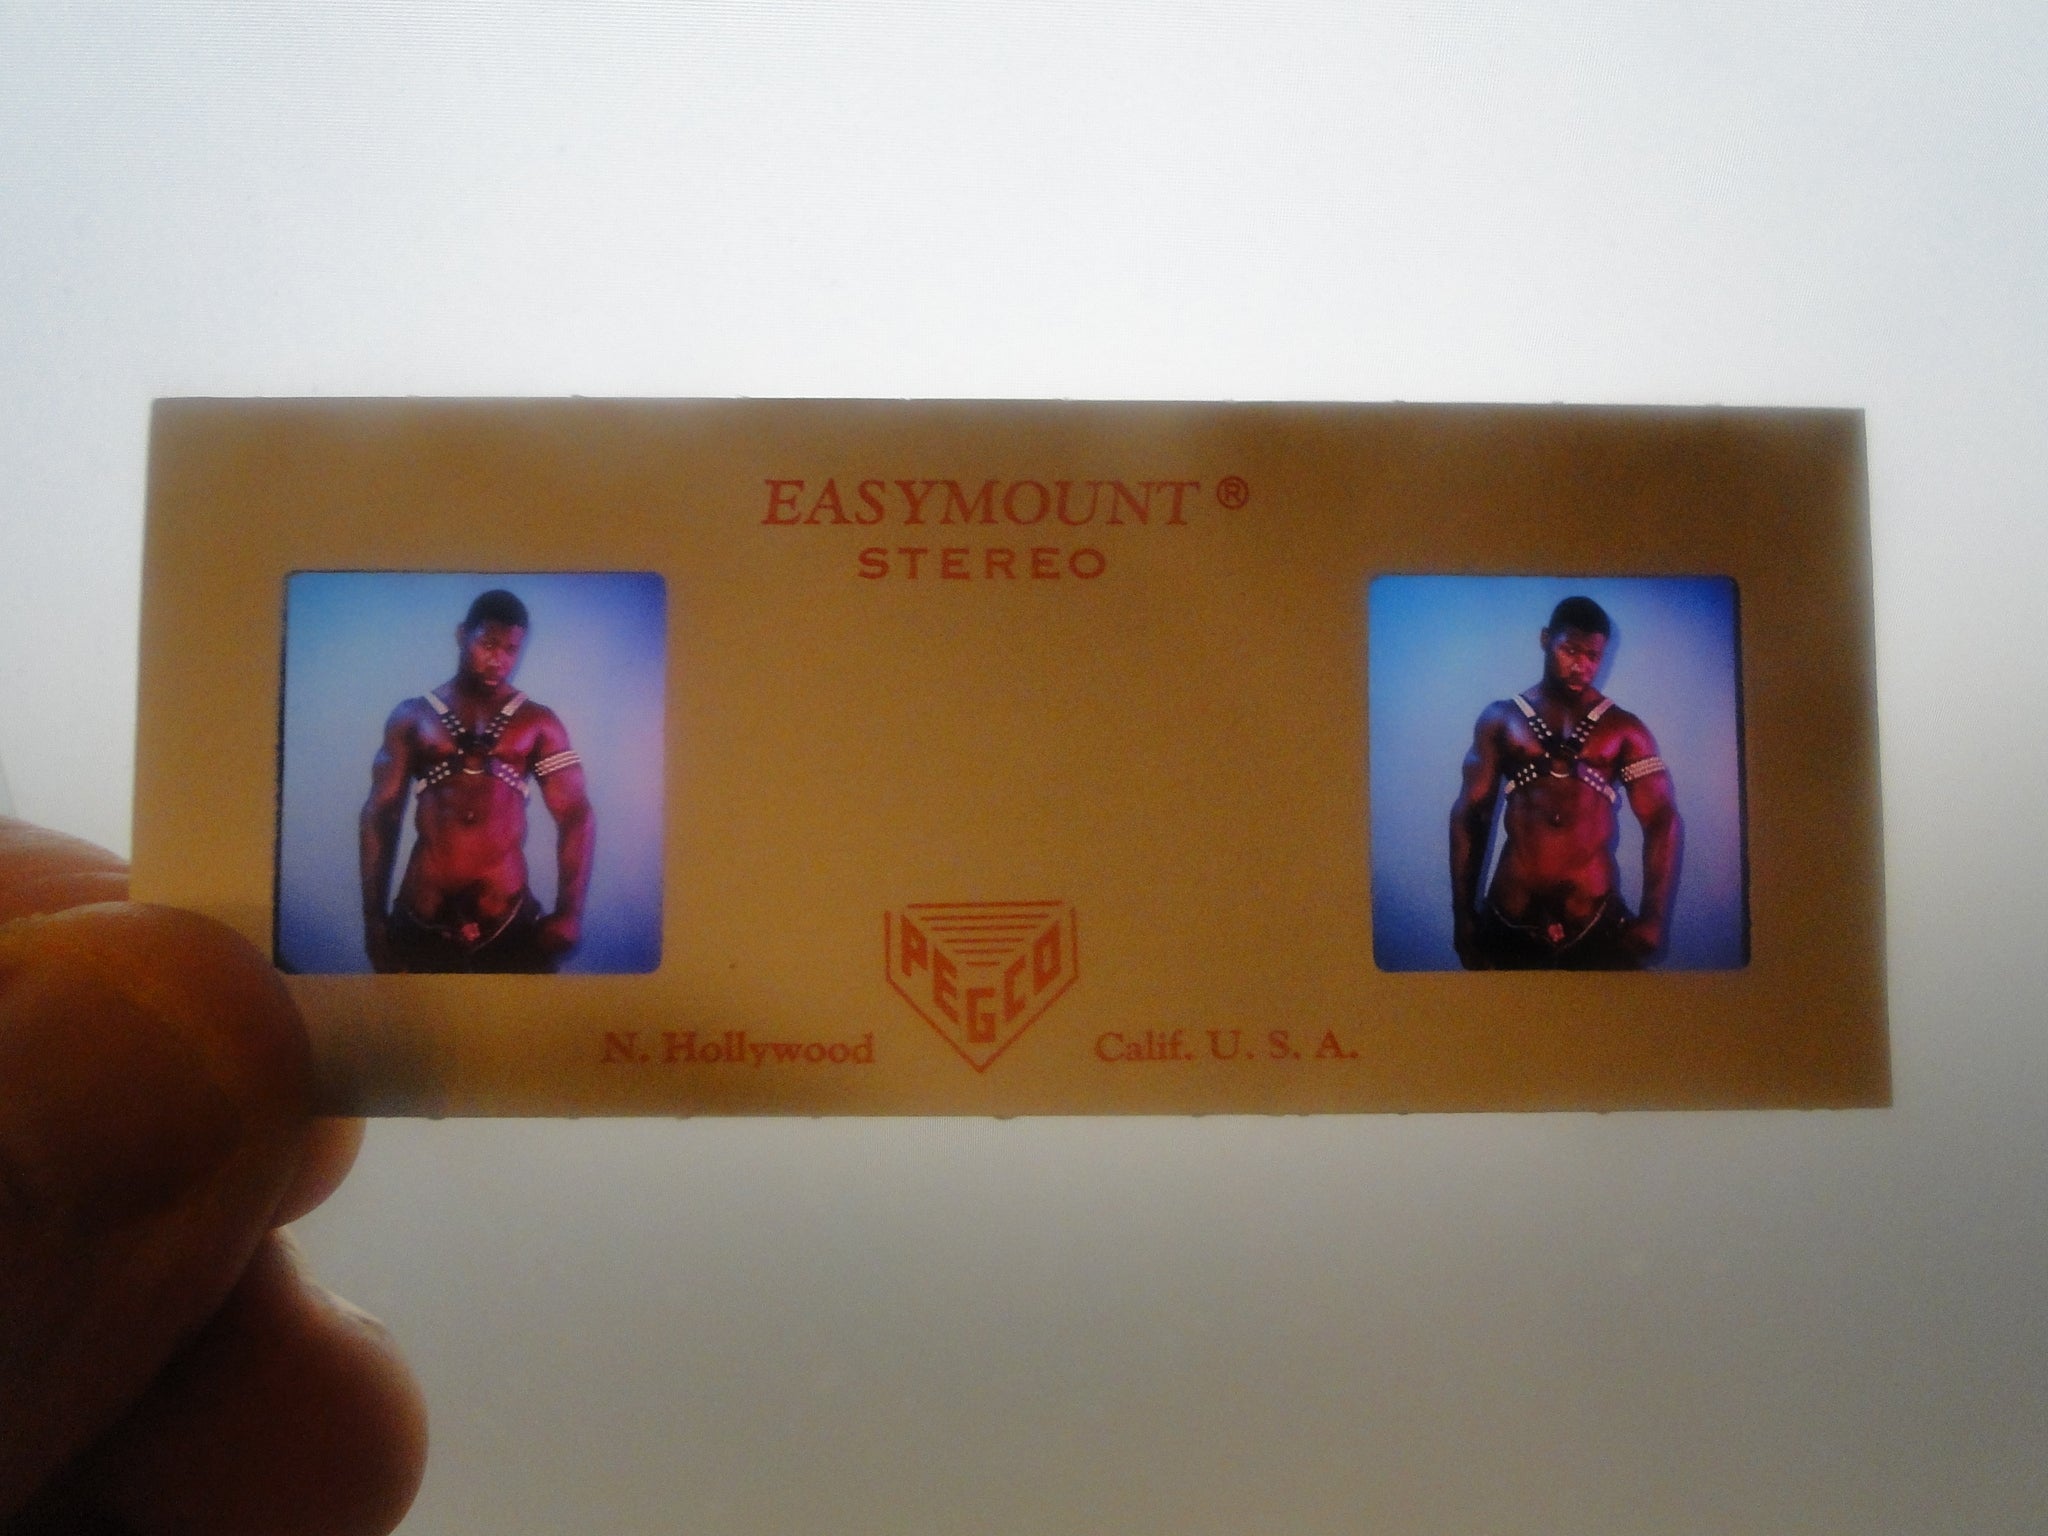 EASYMOUNT ®
STEREO
PEGCO
N. Hollywood Calif. U. S. A.